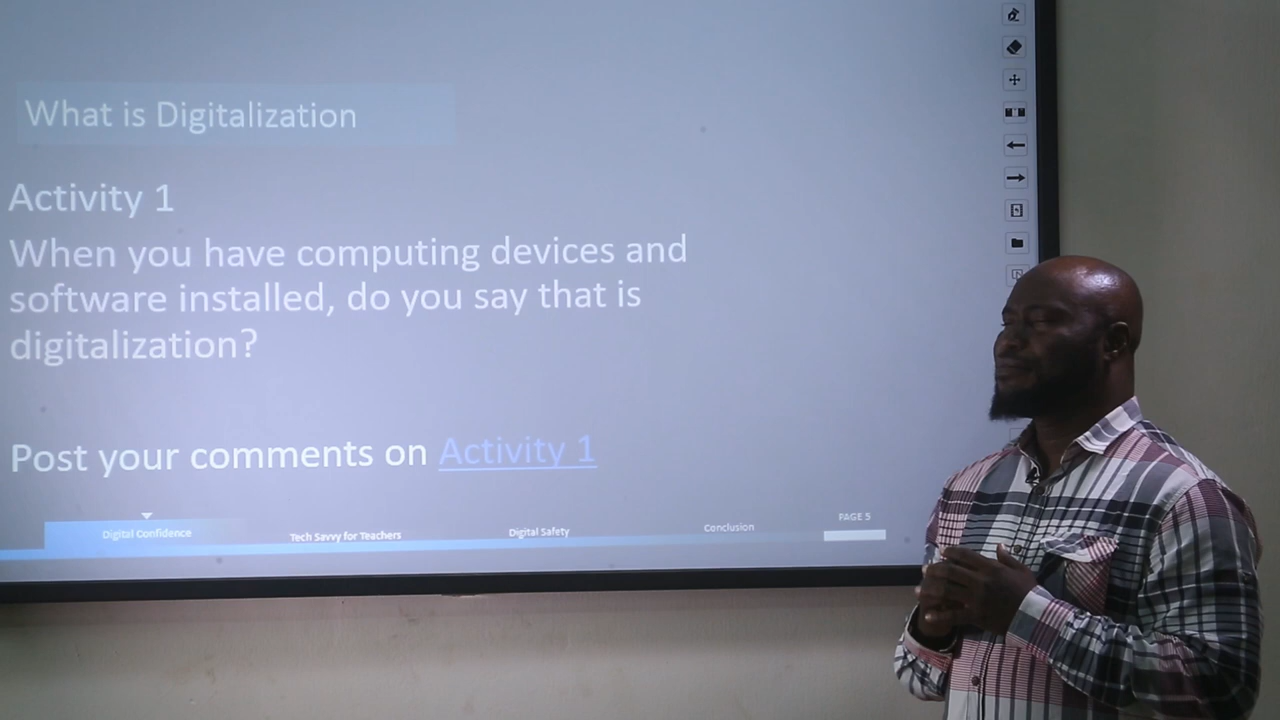 What is Digitalization
Activity 1
When you have computing devices and
software installed, do you say that is
digitalization?
Post your comments on Activity 1
Digital Confidence
Tech Savvy for Teachers
Digital Safety
Conclusion
PAGE 5